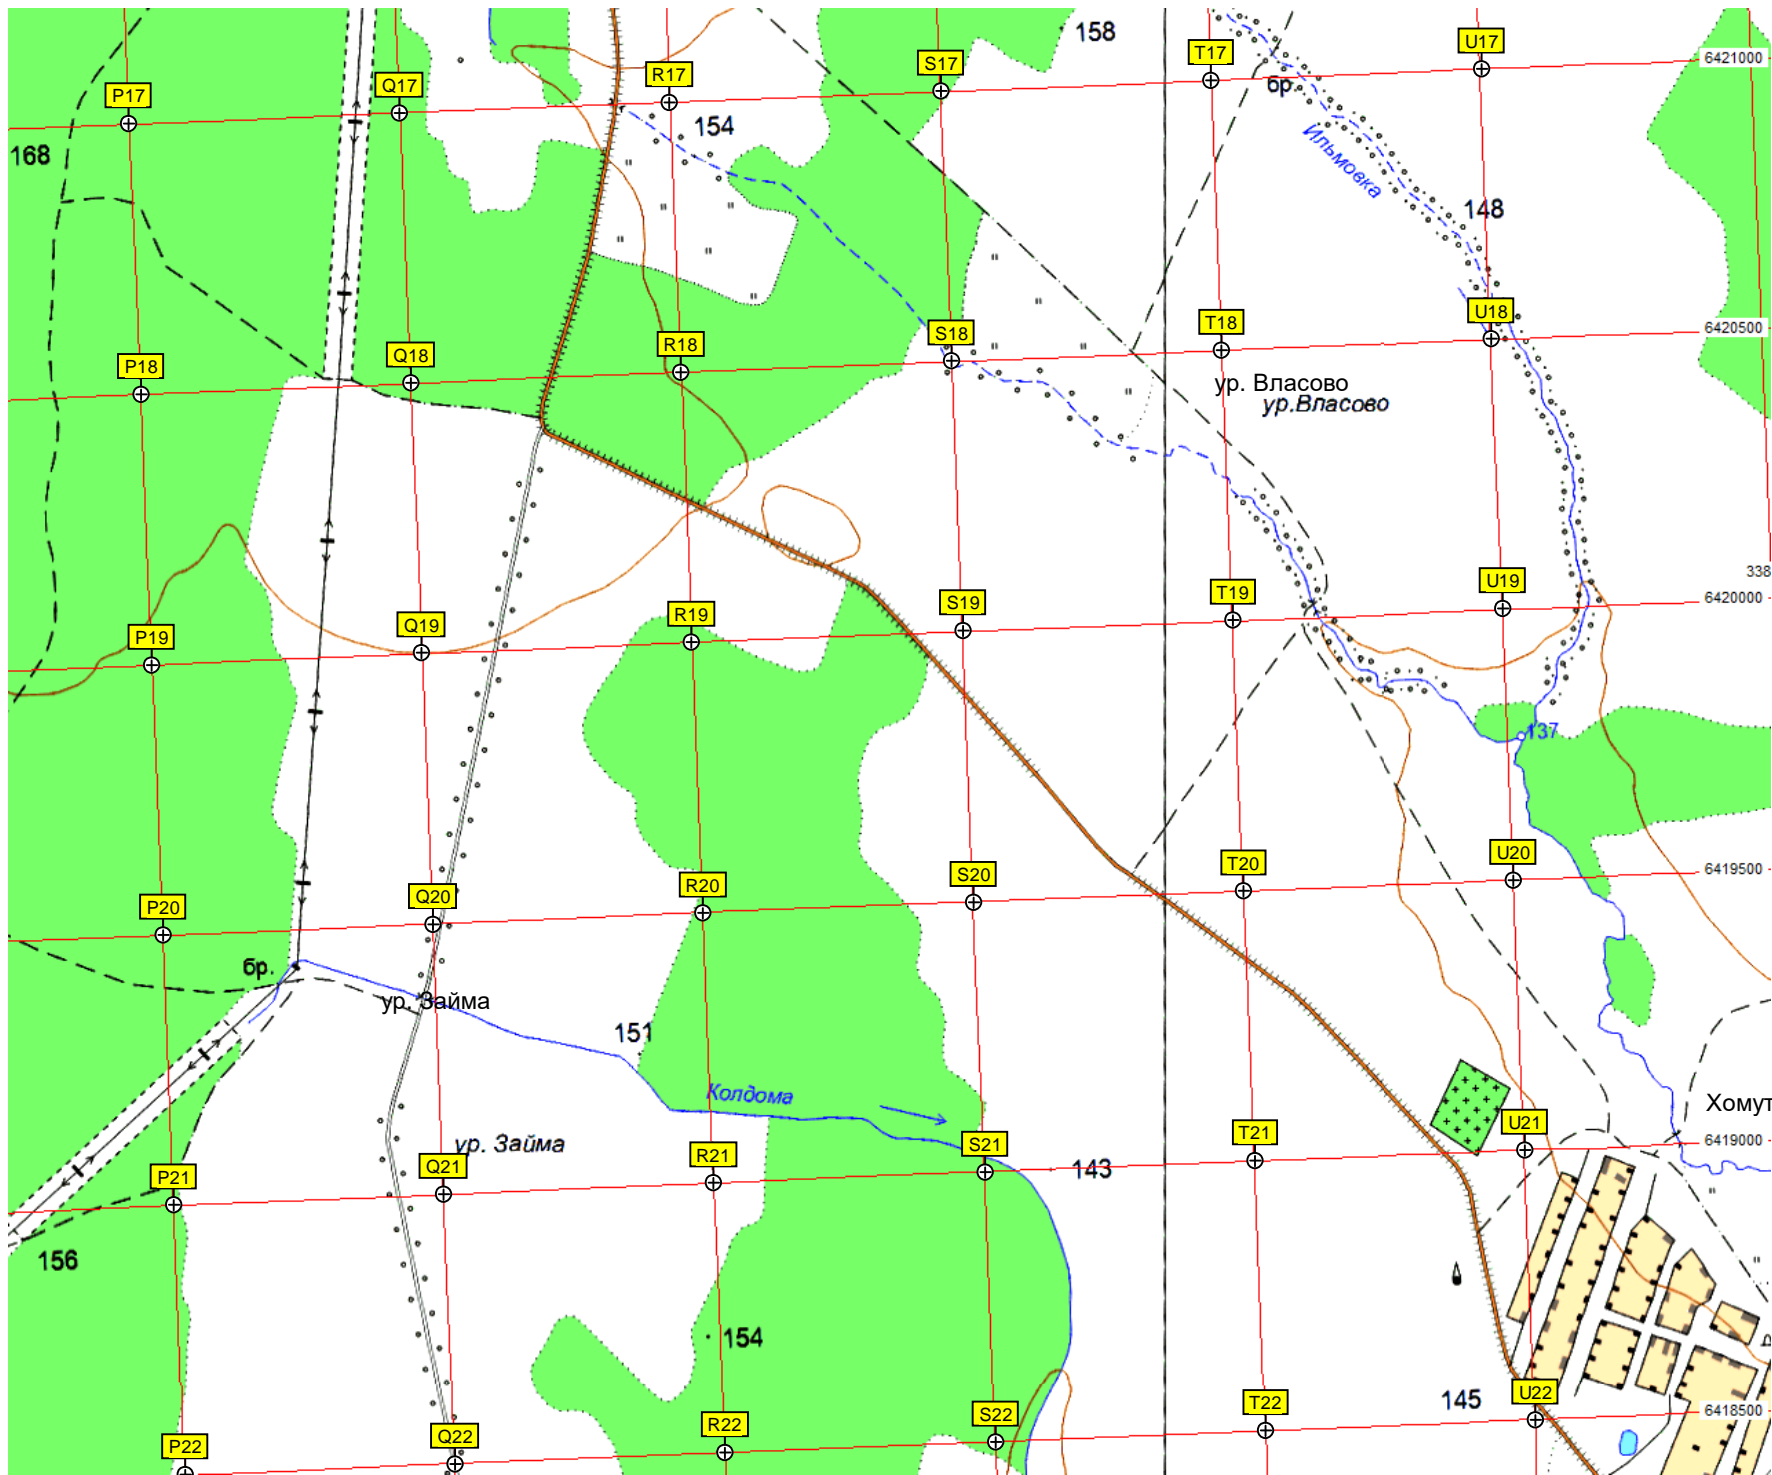 158
U17
T17
6421000
S17
R17
Q17
бр.
P17
154
168
Ильмовка
148
U18
T18
6420500
S18
R18
Q18
P18
ур. Власово
ур.Власово
338
U19
T19
6420000
S19
R19
Q19
P19
137
U20
T20
6419500
S20
R20
Q20
P20
бр.
ур. Займа
151
Колдома
Хомут
U21
T21
6419000
S21
ур. Займа
R21
143
Q21
P21
156
154
U22
T22
145
6418500
S22
R22
Q22
P22